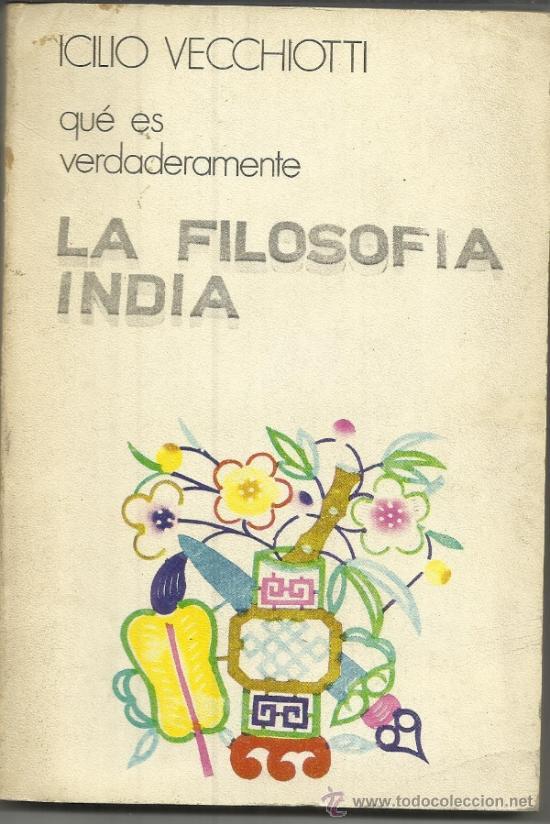 ICILIO VECCHIOTTI
qué es
verdaderamente
LA FILOSOFIA
INDIA
www.todocoleccion.net